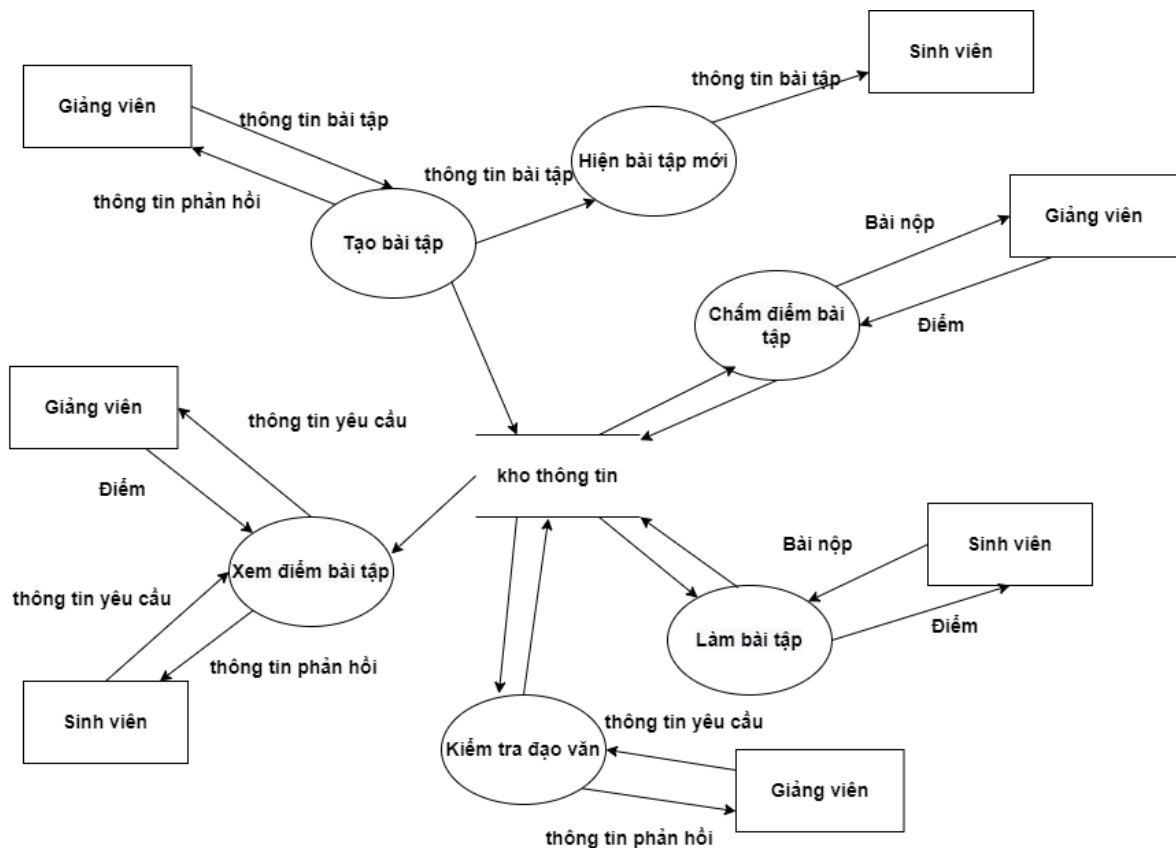 Sinh viên
thông tin bài tập
Giảng viên
thông tin bài tập
Hiện bài tập mới
thông tin bài tập
thông tin phản hồi
Tạo bài tập
Giảng viên
Bài nộp
Chấm điểm bài
tập
Điểm
Giảng viên
thông tin yêu cầu
kho thông tin
Điểm
Bài nộp
Sinh viên
Xem điểm bài tập
thông tin yêu cầu
Làm bài tập
Điểm
thông tin phản hồi
Sinh viên
thông tin yêu cầu
Kiểm tra đạo văn
Giảng viên
thông tin phản hồi